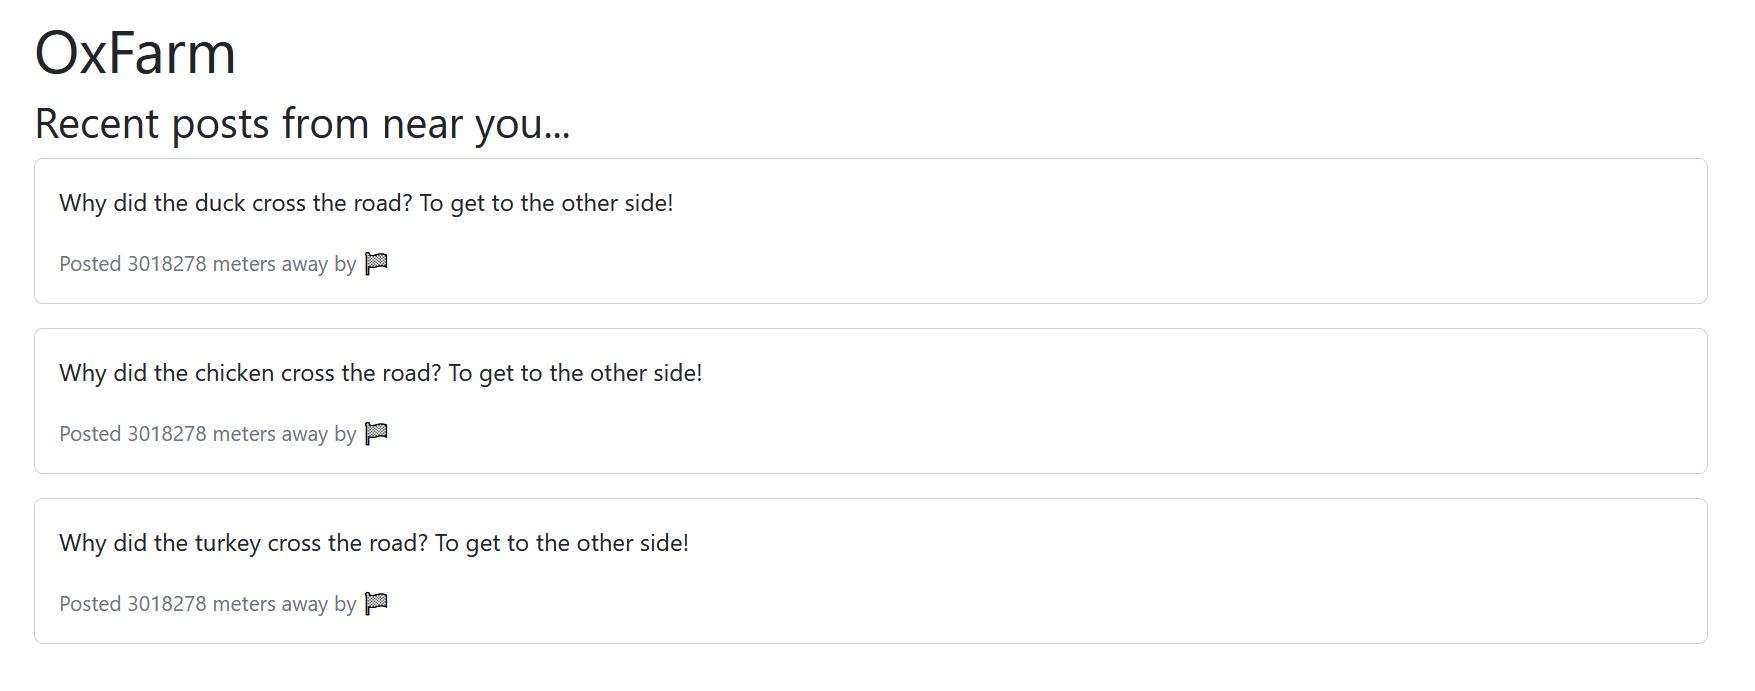 OxFarm
Recent posts from near you...
Why did the duck cross the road? To get to the other side!
Posted 3018278 meters away by 🏁
Why did the chicken cross the road? To get to the other side!
Posted 3018278 meters away by 🏁
Why did the turkey cross the road? To get to the other side!
Posted 3018278 meters away by 🏁